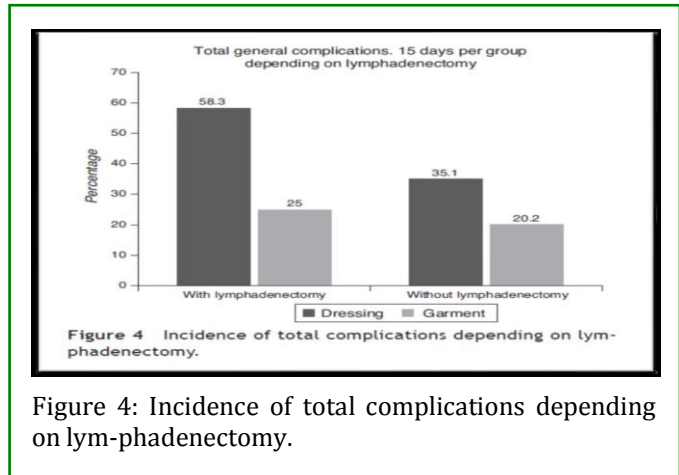 Total general complications. 15 days per group
depending on lymphadenectomy
70
60
50
40
30
20
10
0
Percentage
58.3
25
35.1
20.2
With lymphadenectomy
Without lymphadenectomy
Dressing Garment
Figure 4 Incidence of total complications depending on lym-
phadenectomy.
Figure 4: Incidence of total complications depending
on lym-phadenectomy.